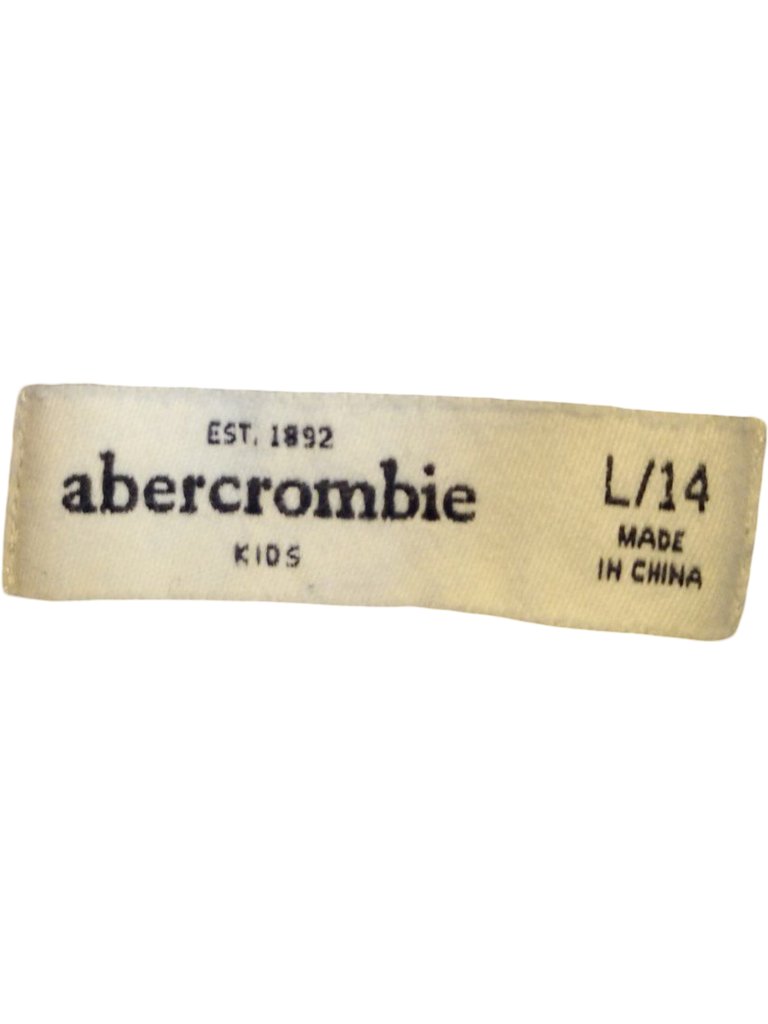 EST. 1892
abercrombie
KIDS
L/14
MADE
IN CHINA